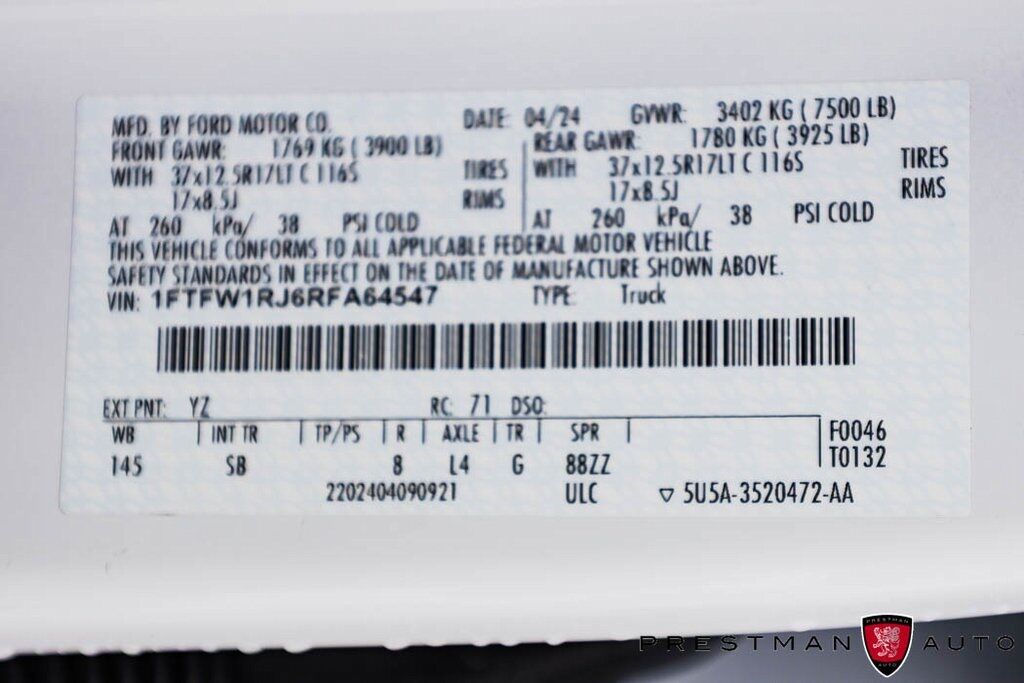 MFD. BY FORD MOTOR CO. DATE: 04/24 GVWR: 3402 KG ( 7500 LB)
FRONT GAWR: 1769 KG ( 3900 LB) REAR GAWR: 1780 KG ( 3925 LB)
WITH 37x12.5R17LT C 116S TIRES WITH 37x12.5R17LT C 116S TIRES
17x8.5J RIMS 17x8.5J RIMS
AT 260 kPa/ 38 PSI COLD AT 260 kPa/ 38 PSI COLD
THIS VEHICLE CONFORMS TO ALL APPLICABLE FEDERAL MOTOR VEHICLE
SAFETY STANDARDS IN EFFECT ON THE DATE OF MANUFACTURE SHOWN ABOVE.
VIN: 1FTFW1RJ6RFA64547 TYPE: Truck
EXT PNT: YZ RC: 71 DSO:
WB INT TR TP/PS R AXLE TR SPR F0046
145 SB 8 L4 G 88ZZ T0132
2202404090921 ULC ▽ 5U5A-3520472-AA
PRESTMAN PRESTMAN AUTO AUTO